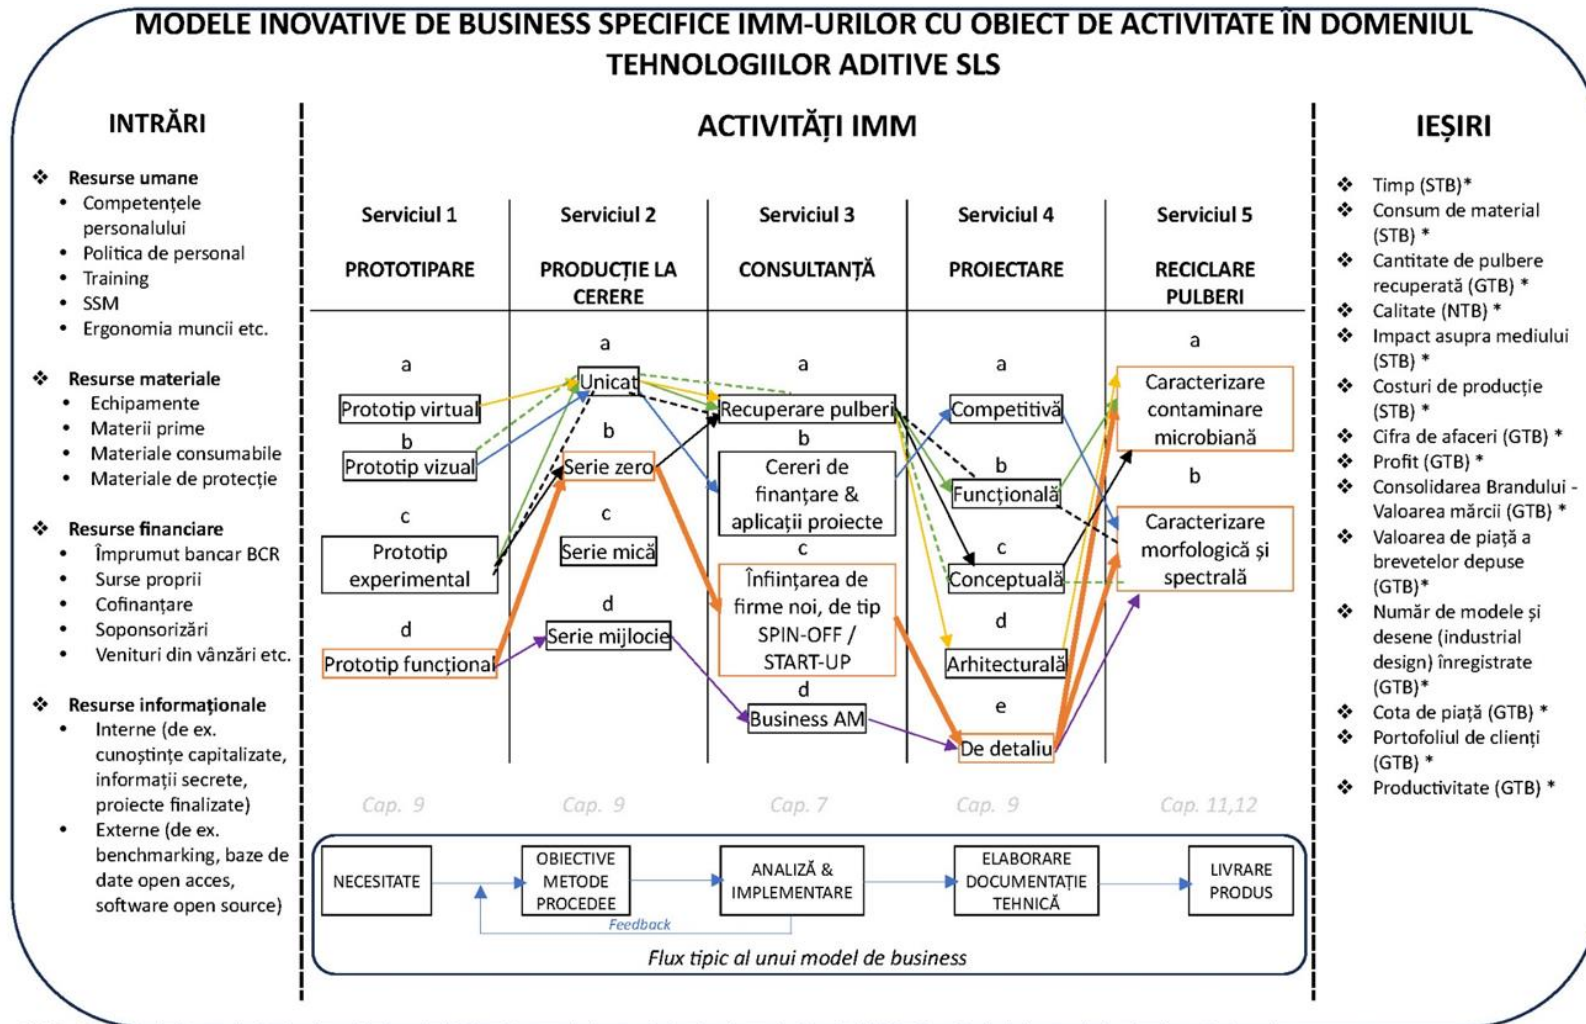 MODELE INOVATIVE DE BUSINESS SPECIFICE IMM-URILOR CU OBIECT DE ACTIVITATE ÎN DOMENIUL
TEHNOLOGIILOR ADITIVE SLS
INTRĂRI
❖ Resurse umane
• Competențele
personalului
• Politica de personal
• Training
• SSM
• Ergonomia muncii etc.
❖ Resurse materiale
• Echipamente
• Materii prime
• Materiale consumabile
• Materiale de protecție
❖ Resurse financiare
• Împrumut bancar BCR
• Surse proprii
• Cofinanțare
• Soponsorizări
• Venituri din vânzări etc.
❖ Resurse informaționale
• Interne (de ex.
cunoștințe capitalizate,
informații secrete,
proiecte finalizate)
• Externe (de ex.
benchmarking, baze de
date open acces,
software open source)
ACTIVITĂȚI IMM
Serviciul 1
PROTOTIPARE
a
Prototip virtual
b
Prototip vizual
c
Prototip
experimental
d
Prototip funcțional
Cap. 9
Serviciul 2
PRODUCȚIE LA
CERERE
a
Unicat
b
Serie zero
c
Serie mică
d
Serie mijlocie
Cap. 9
Serviciul 3
CONSULTANȚĂ
a
Recuperare pulberi
b
Cereri de
finanțare &
aplicații proiecte
c
Înființarea de
firme noi, de tip
SPIN-OFF /
START-UP
d
Business AM
Cap. 7
Serviciul 4
PROIECTARE
a
Competitivă
b
Funcțională
c
Conceptuală
d
Arhitecturală
e
De detaliu
Cap. 9
Serviciul 5
RECICLARE
PULBERI
a
Caracterizare
contaminare
microbiană
b
Caracterizare
morfologică și
spectrală
Cap. 11,12
NECESITATE
OBIECTIVE
METODE
PROCEDEE
ANALIZĂ &
IMPLEMENTARE
ELABORARE
DOCUMENTAȚIE
TEHNICĂ
LIVRARE
PRODUS
Feedback
Flux tipic al unui model de business
IEȘIRI
❖ Timp (STB)*
❖ Consum de material
(STB) *
❖ Cantitate de pulbere
recuperată (GTB) *
❖ Calitate (NTB) *
❖ Impact asupra mediului
(STB) *
❖ Costuri de producție
(STB) *
❖ Cifra de afaceri (GTB) *
❖ Profit (GTB) *
❖ Consolidarea Brandului -
Valoarea mărcii (GTB) *
❖ Valoarea de piață a
brevetelor depuse
(GTB)*
❖ Număr de modele și
desene (industrial
design) înregistrate
(GTB)*
❖ Cota de piață (GTB) *
❖ Portofoliul de clienți
(GTB) *
❖ Productivitate (GTB) *